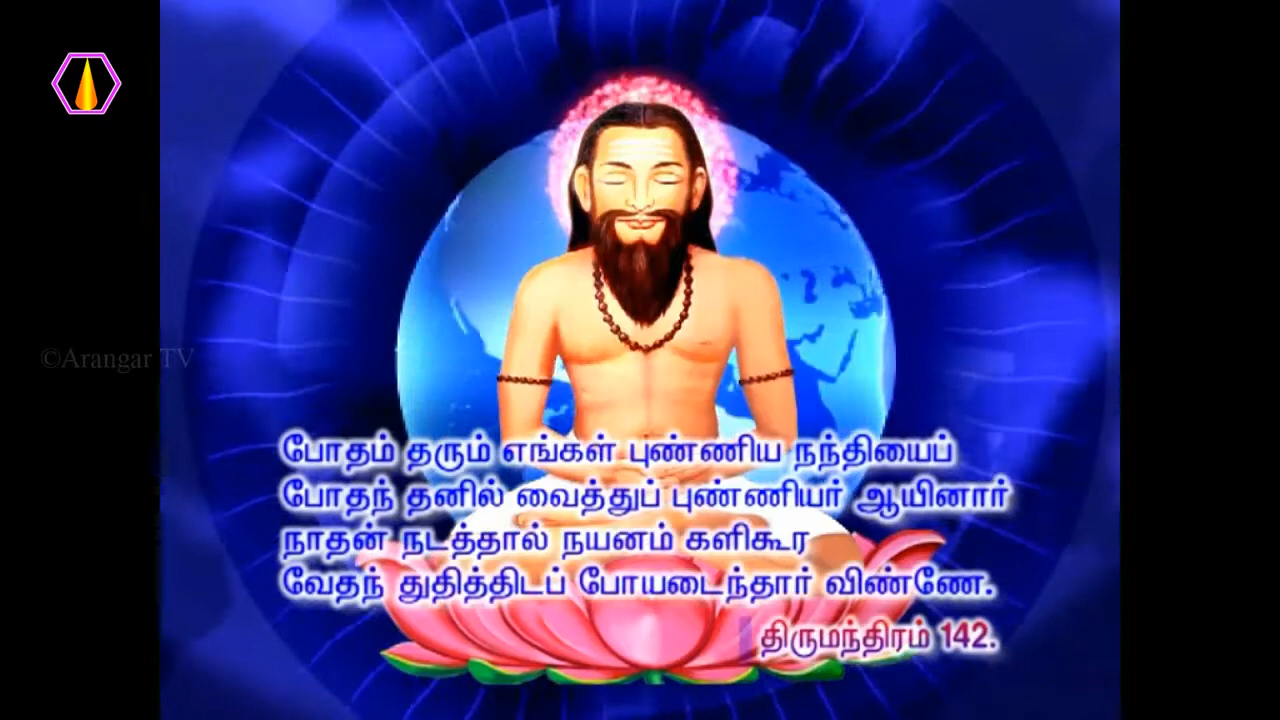 ©Arangar TV
போதம் தரும் எங்கள் புண்ணிய நந்தியைப்
போதந் தனில் வைத்துப் புண்ணியர் ஆயினார்
நாதன் நடத்தால் நயனம் களிகூர
வேதந் துதித்திடப் போயடைந்தார் விண்ணே.
திருமந்திரம் 142.